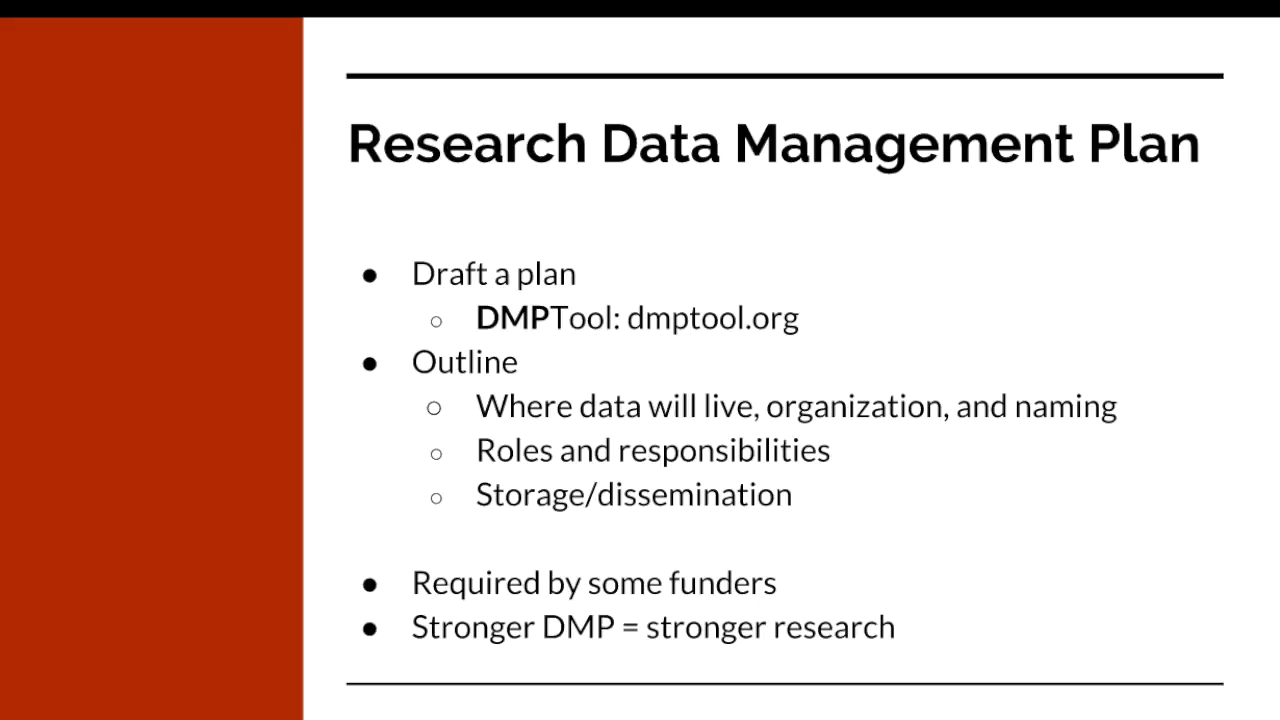 Research Data Management Plan
● Draft a plan
○ DMPTool: dmptool.org
● Outline
○ Where data will live, organization, and naming
○ Roles and responsibilities
○ Storage/dissemination
● Required by some funders
● Stronger DMP = stronger research